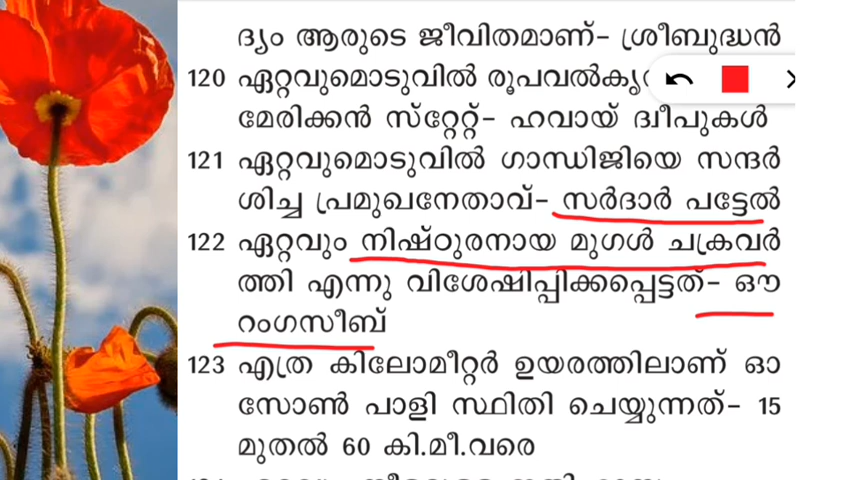 ദ്യം ആരുടെ ജീവിതമാണ്- ശ്രീബുദ്ധൻ
120 ഏറ്റവുമൊടുവിൽ
മേരിക്കൻ സ്റ്റേറ്റ്- ഹവായ് ദ്വീപുകൾ
121 ഏറ്റവുമൊടുവിൽ ഗാന്ധിജിയെ സന്ദർ
ശിച്ച പ്രമുഖനേതാവ്- സർദാർ പട്ടേൽ
122 ഏറ്റവും നിഷ്ഠുരനായ മുഗൾ ചക്രവർ
ത്തി എന്നു വിശേഷിപ്പിക്കപ്പെട്ടത്- ഔ
റംഗസീബ്
123 എത്ര കിലോമീറ്റർ ഉയരത്തിലാണ് ഓ
സോൺ പാളി സ്ഥിതി ചെയ്യുന്നത്- 15
മുതൽ 60 കി.മീ.വരെ